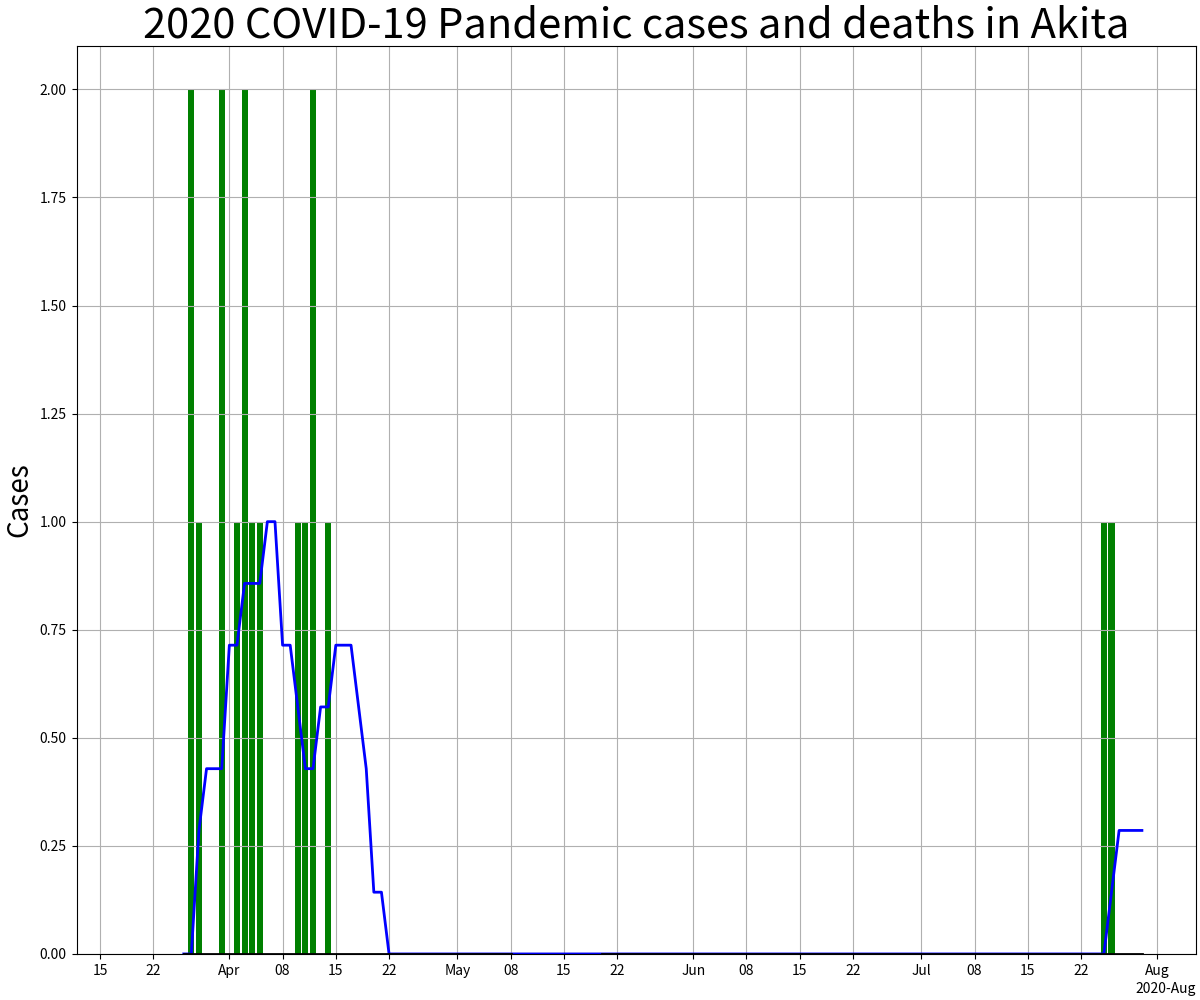 2020 COVID-19 Pandemic cases and deaths in Akita
Cases
2.00
1.75
1.50
1.25
1.00
0.75
0.50
0.25
0.00
15 22 Apr 08 15 22 May 08 15 22 Jun 08 15 22 Jul 08 15 22 Aug
2020-Aug